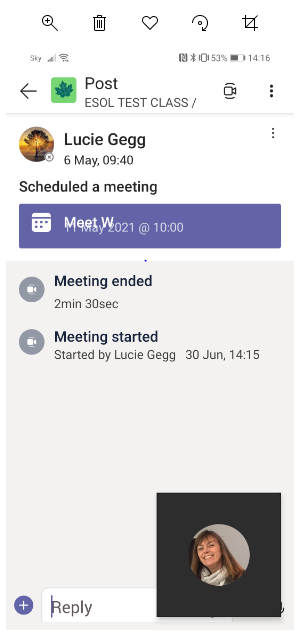 Sky 53% 14:16
Post
ESOL TEST CLASS /
Lucie Gegg
6 May, 09:40
Scheduled a meeting
Meet W
11 May 2021 @ 10:00
Meeting ended
2min 30sec
Meeting started
Started by Lucie Gegg 30 Jun, 14:15
Reply